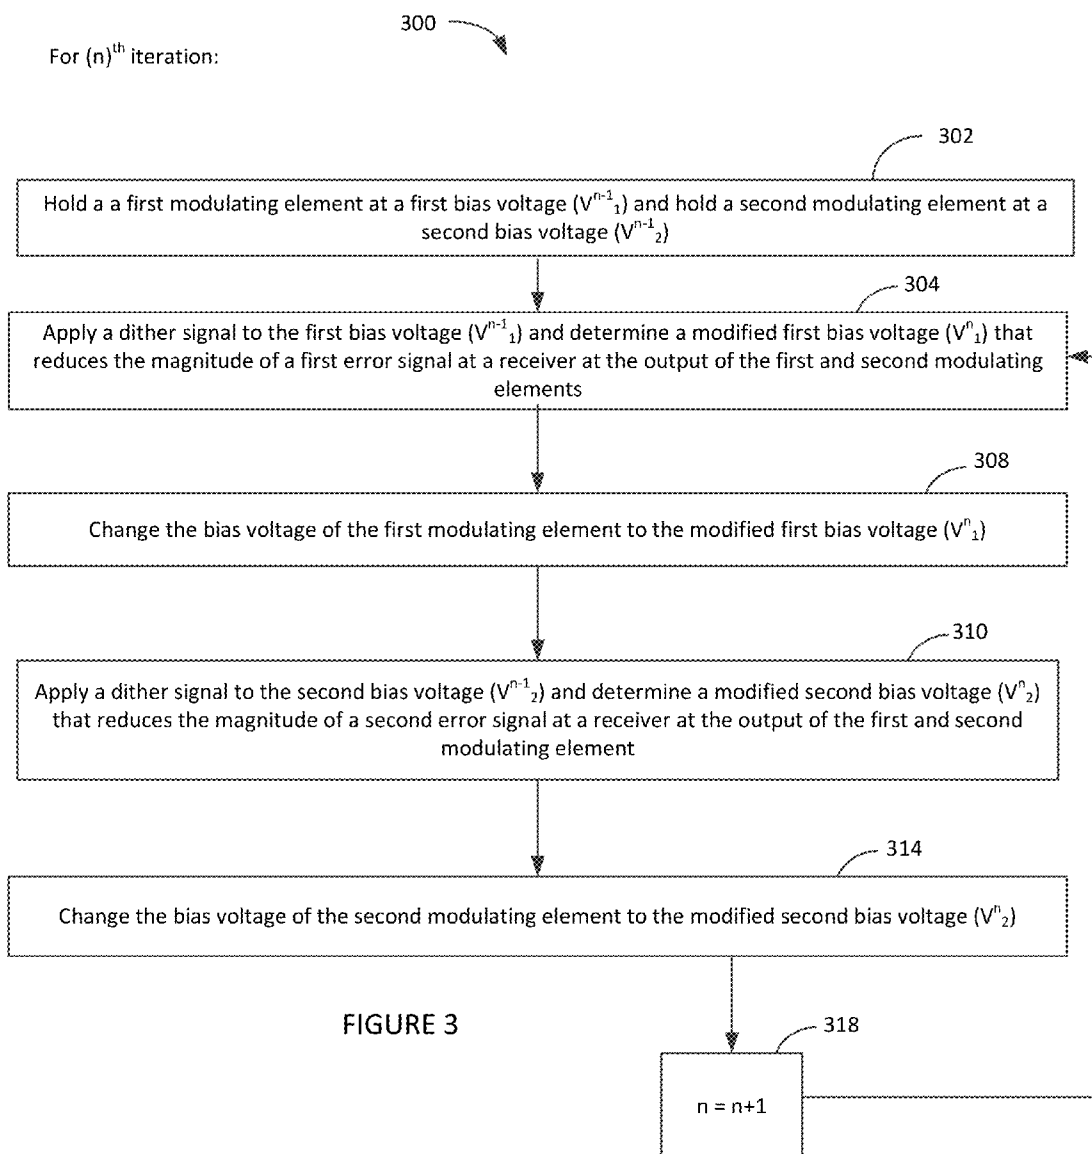 300
For (n)th iteration:
302
Hold a a first modulating element at a first bias voltage (Vn-11) and hold a second modulating element at a
second bias voltage (Vn-12)
304
Apply a dither signal to the first bias voltage (Vn-11) and determine a modified first bias voltage (Vn1) that
reduces the magnitude of a first error signal at a receiver at the output of the first and second modulating
elements
308
Change the bias voltage of the first modulating element to the modified first bias voltage (Vn1)
310
Apply a dither signal to the second bias voltage (Vn-12) and determine a modified second bias voltage (Vn2)
that reduces the magnitude of a second error signal at a receiver at the output of the first and second
modulating element
314
Change the bias voltage of the second modulating element to the modified second bias voltage (Vn2)
FIGURE 3
318
n = n+1